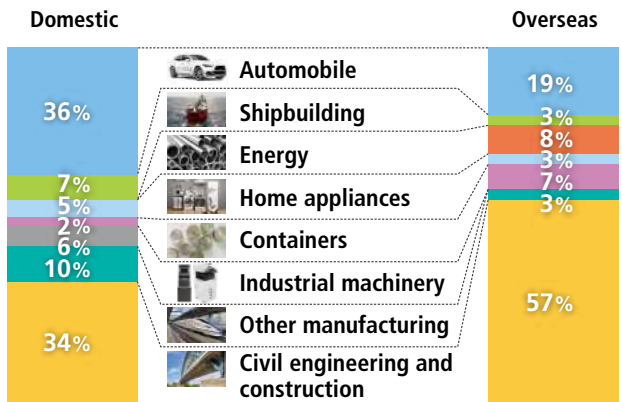 Domestic
Overseas
36%
7%
5%
2%
6%
10%
34%
Automobile
Shipbuilding
Energy
Home appliances
Containers
Industrial machinery
Other manufacturing
Civil engineering and
construction
19%
3%
8%
3%
7%
3%
57%